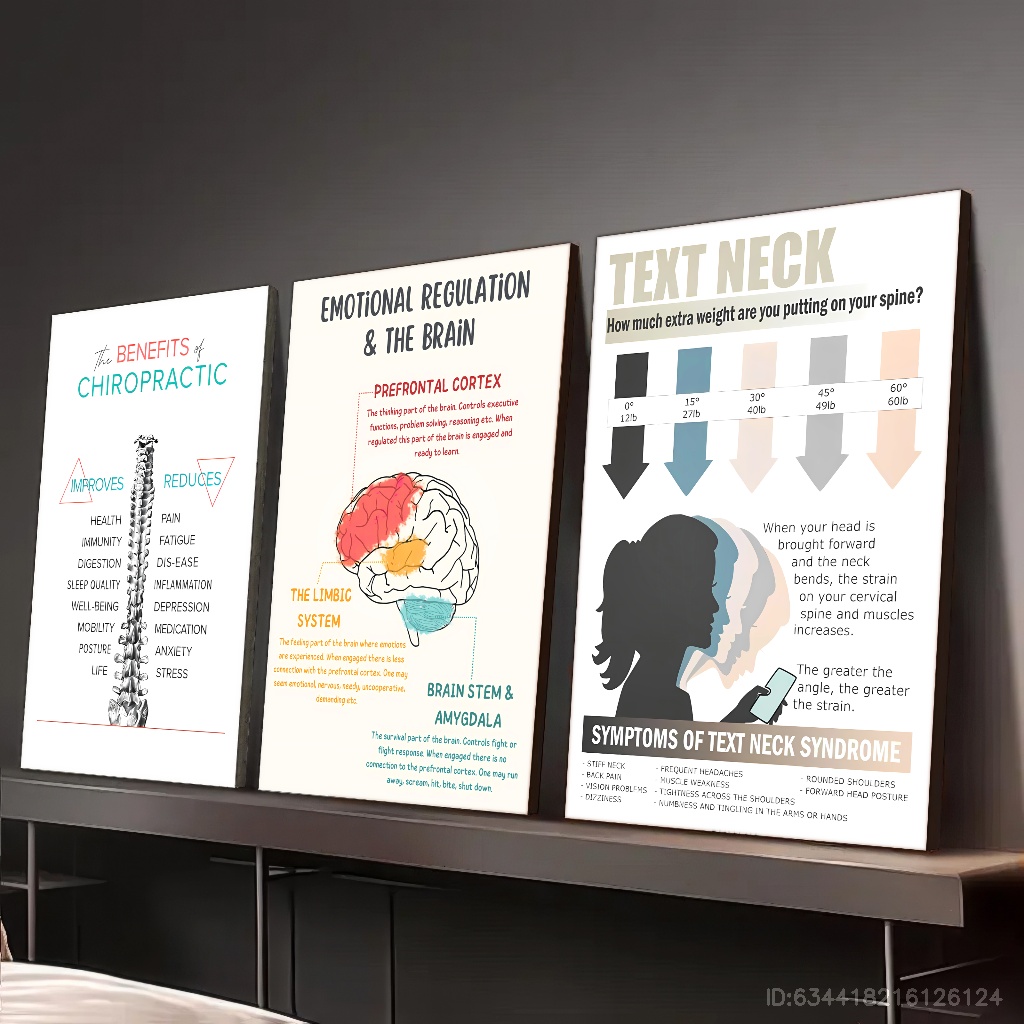 The BENEFITS of
CHIROPRACTIC
IMPROVES
HEALTH
IMMUNITY
DIGESTION
SLEEP QUALITY
WELL-BEING
MOBILITY
POSTURE
LIFE
REDUCES
PAIN
FATIGUE
DIS-EASE
INFLAMMATION
DEPRESSION
MEDICATION
ANXIETY
STRESS
EMOTIONAL REGULATION
& THE BRAIN
PREFRONTAL CORTEX
The thinking part of the brain. Controls executive
functions, problem solving, reasoning etc. When
regulated this part of the brain is engaged and
ready to learn.
THE LIMBIC
SYSTEM
The feeling part of the brain where emotions
are experienced. When engaged there is less
connection with the prefrontal cortex. One may
seem emotional, nervous, needy, uncooperative,
demanding etc.
BRAIN STEM &
AMYGDALA
The survival part of the brain. Controls fight or
flight response. When engaged there is no
connection to the prefrontal cortex. One may run
away, scream, hit, bite, shut down.
TEXT NECK
How much extra weight are you putting on your spine?
0° 15° 30° 45° 60°
12lb 27lb 40lb 49lb 60lb
When your head is
brought forward
and the neck
bends, the strain
on your cervical
spine and muscles
increases.
The greater the
angle, the greater
the strain.
SYMPTOMS OF TEXT NECK SYNDROME
- STIFF NECK
- BACK PAIN
- VISION PROBLEMS
- DIZZINESS
- FREQUENT HEADACHES
MUSCLE WEAKNESS
- TIGHTNESS ACROSS THE SHOULDERS
- NUMBNESS AND TINGLING IN THE ARMS OR HANDS
- ROUNDED SHOULDERS
- FORWARD HEAD POSTURE
ID:634418216126124